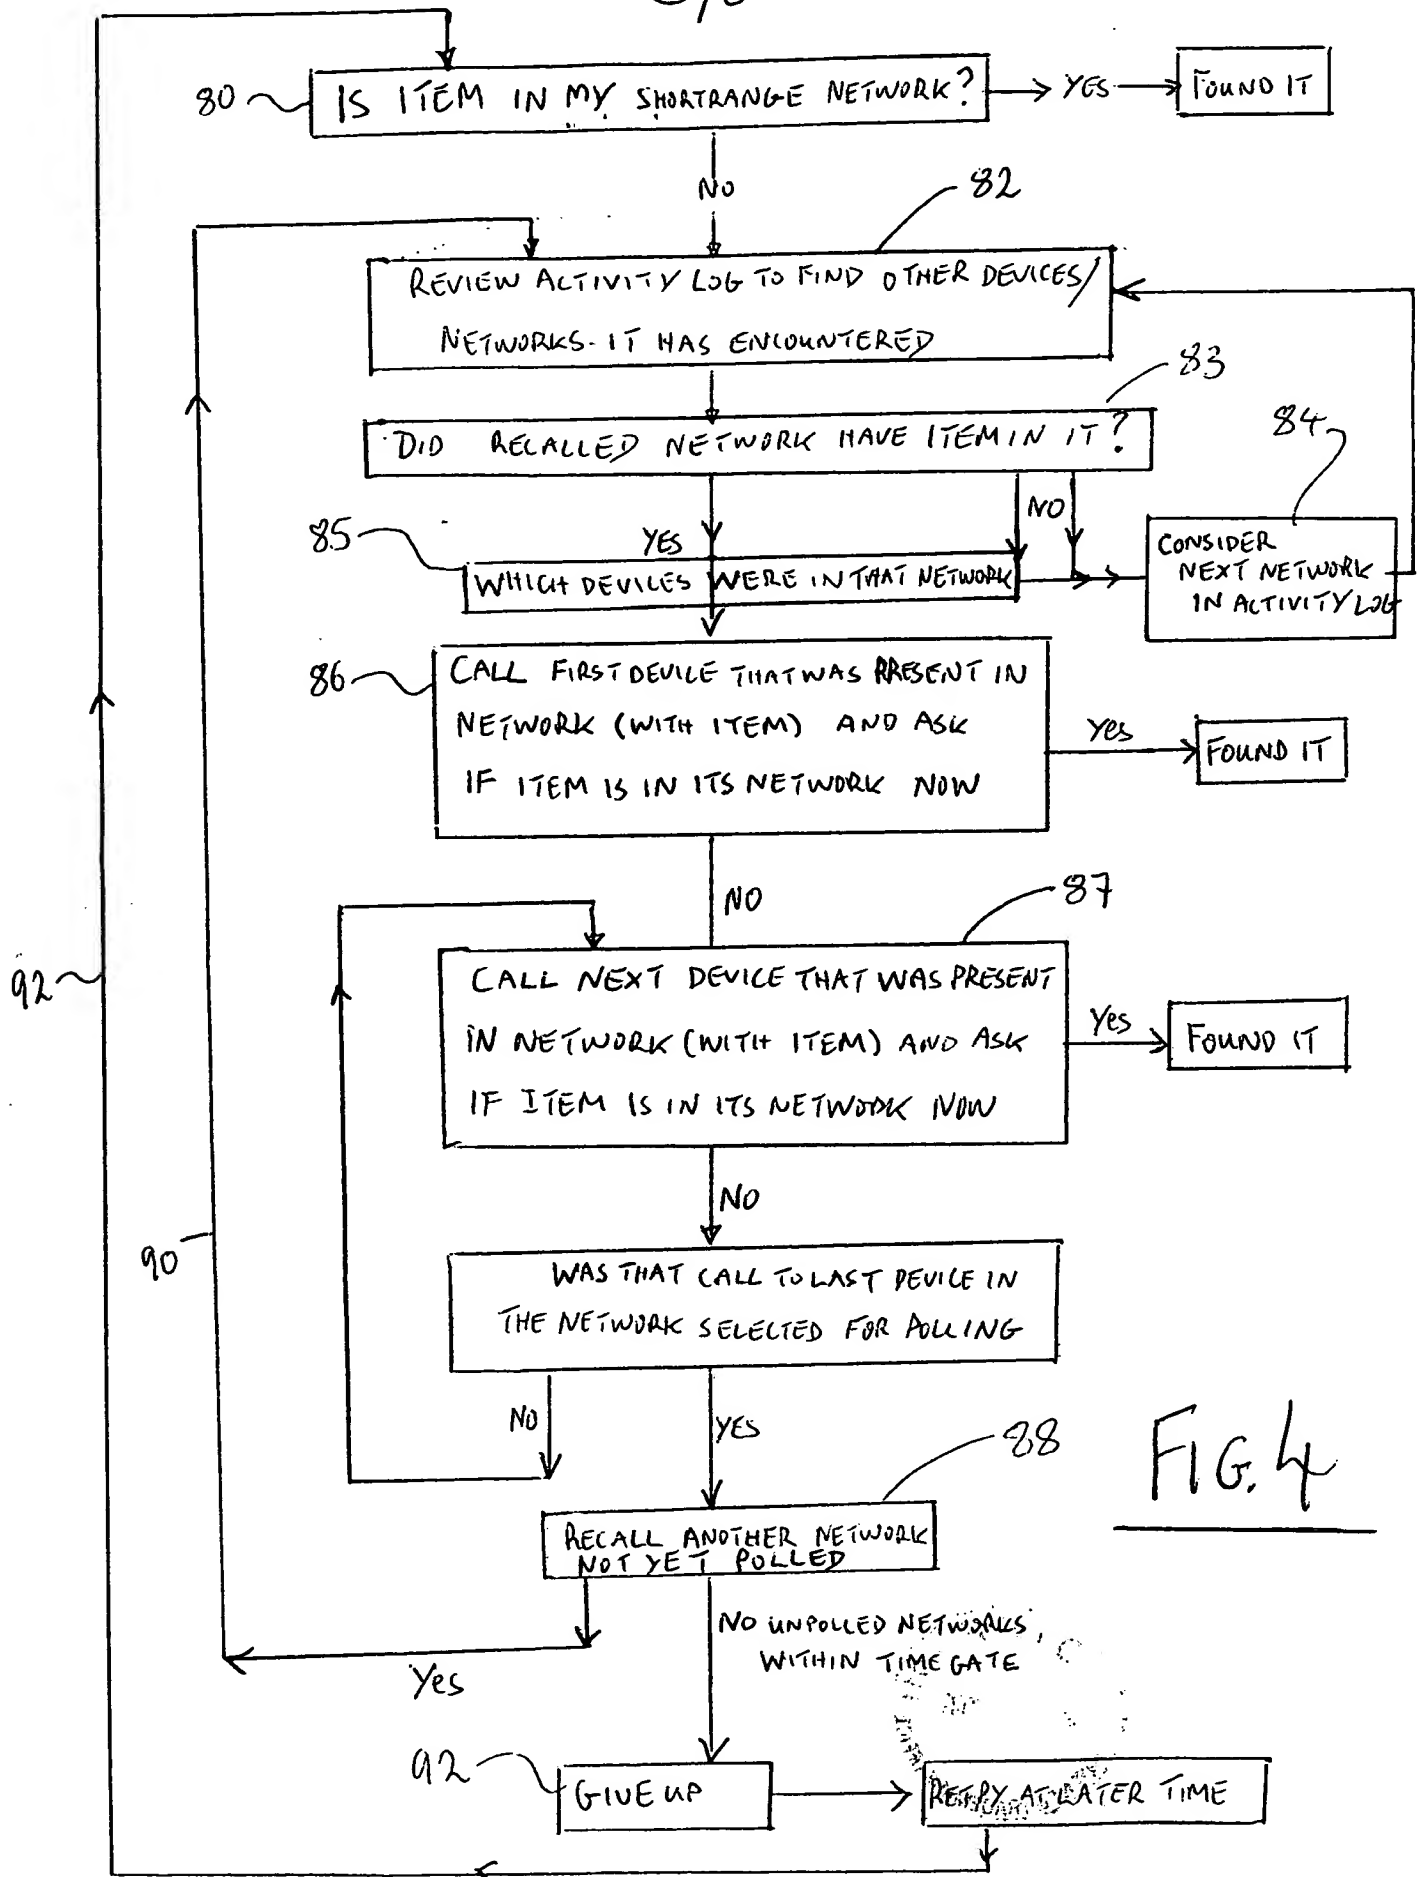 80
IS ITEM IN MY SHORTRANGE NETWORK?
YES
FOUND IT
NO
82
REVIEW ACTIVITY LOG TO FIND OTHER DEVICES/
NETWORKS. IT HAS ENCOUNTERED
83
DID RECALLED NETWORK HAVE ITEM IN IT?
84
NO
85
YES
WHICH DEVICES WERE IN THAT NETWORK
CONSIDER
NEXT NETWORK
IN ACTIVITY LOG
86
CALL FIRST DEVICE THAT WAS PRESENT IN
NETWORK (WITH ITEM) AND ASK
IF ITEM IS IN ITS NETWORK NOW
Yes
FOUND IT
NO
87
CALL NEXT DEVICE THAT WAS PRESENT
IN NETWORK (WITH ITEM) AND ASK
IF ITEM IS IN ITS NETWORK NOW
Yes
FOUND IT
92
NO
90
WAS THAT CALL TO LAST DEVICE IN
THE NETWORK SELECTED FOR POLLING
NO
YES
88
FIG. 4
RECALL ANOTHER NETWORK
NOT YET POLLED
NO UNPOLLED NETWORKS,
WITHIN TIME GATE
Yes
92
GIVE UP
RETRY AT LATER TIME